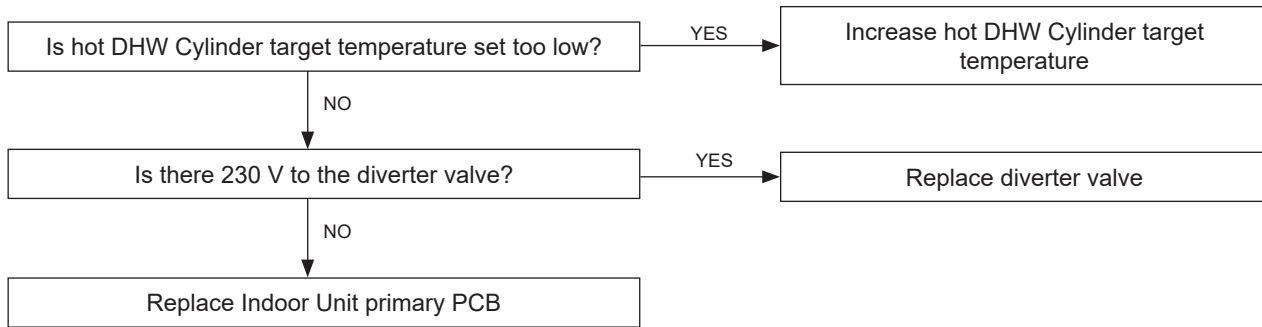 Is hot DHW Cylinder target temperature set too low?
YES
Increase hot DHW Cylinder target
temperature
NO
Is there 230 V to the diverter valve?
YES
Replace diverter valve
NO
Replace Indoor Unit primary PCB